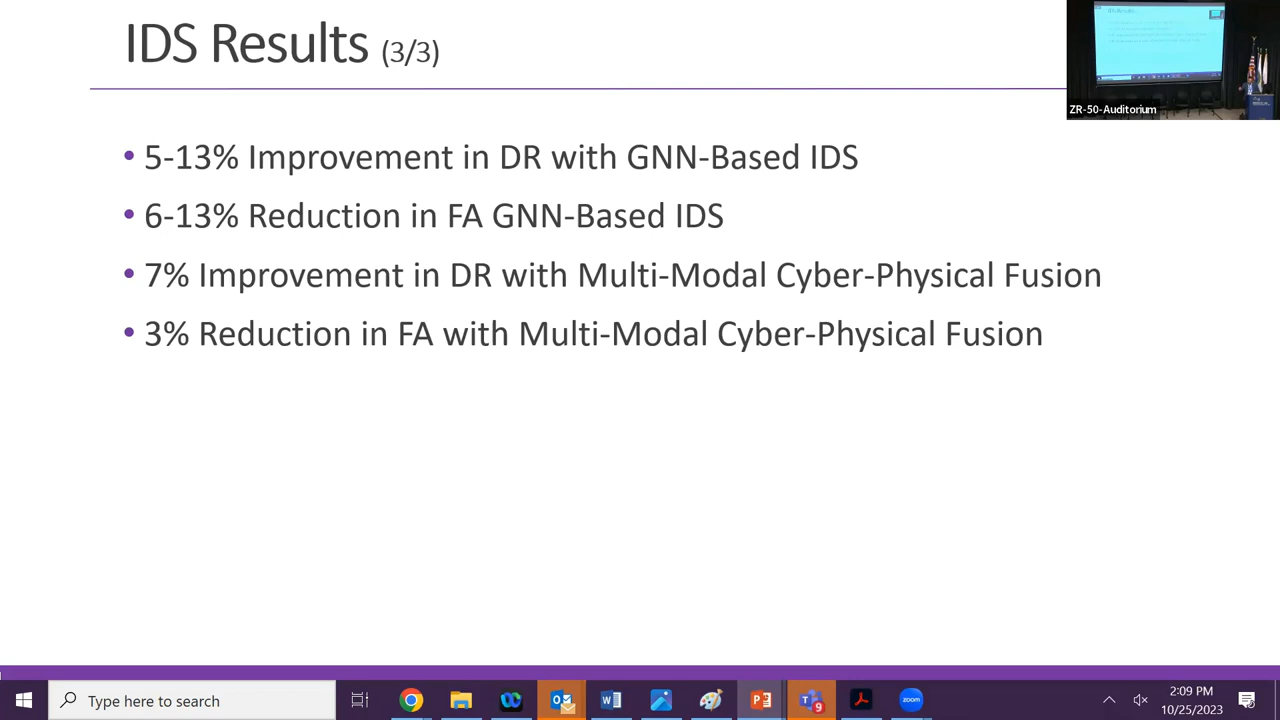 IDS Results (3/3)
ZR-50-Auditorium
• 5-13% Improvement in DR with GNN-Based IDS
• 6-13% Reduction in FA GNN-Based IDS
• 7% Improvement in DR with Multi-Modal Cyber-Physical Fusion
• 3% Reduction in FA with Multi-Modal Cyber-Physical Fusion
Type here to search
9
2:09 PM
10/25/2023
zoom